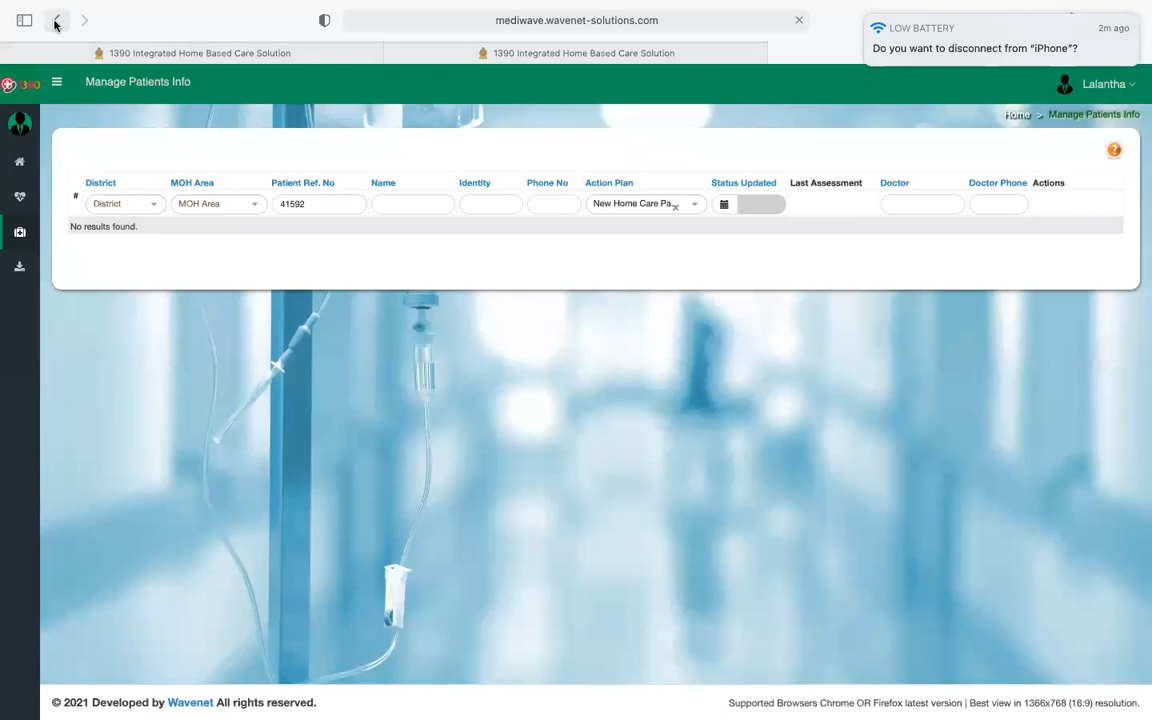 mediwave.wavenet-solutions.com
LOW BATTERY 2m ago
Do you want to disconnect from “iPhone”?
1390 Integrated Home Based Care Solution 1390 Integrated Home Based Care Solution
1390 Manage Patients Info Lalantha
Home > Manage Patients Info
# District MOH Area Patient Ref. No Name Identity Phone No Action Plan Status Updated Last Assessment Doctor Doctor Phone Actions
District MOH Area 41592 New Home Care Pa...
No results found.
© 2021 Developed by Wavenet All rights reserved. Supported Browsers Chrome OR Firefox latest version | Best view in 1366x768 (16:9) resolution.